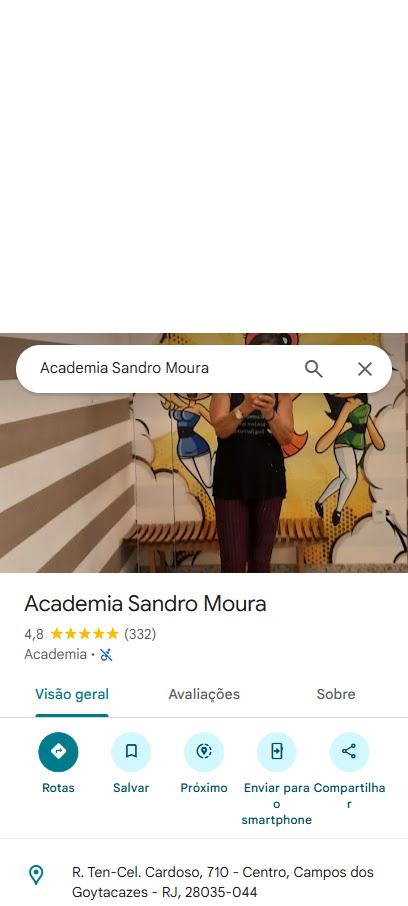 Academia Sandro Moura
Academia Sandro Moura
4,8 (332)
Academia •
Visão geral Avaliações Sobre
Rotas Salvar Próximo Enviar para Compartilha
o r
smartphone
R. Ten-Cel. Cardoso, 710 - Centro, Campos dos
Goytacazes - RJ, 28035-044